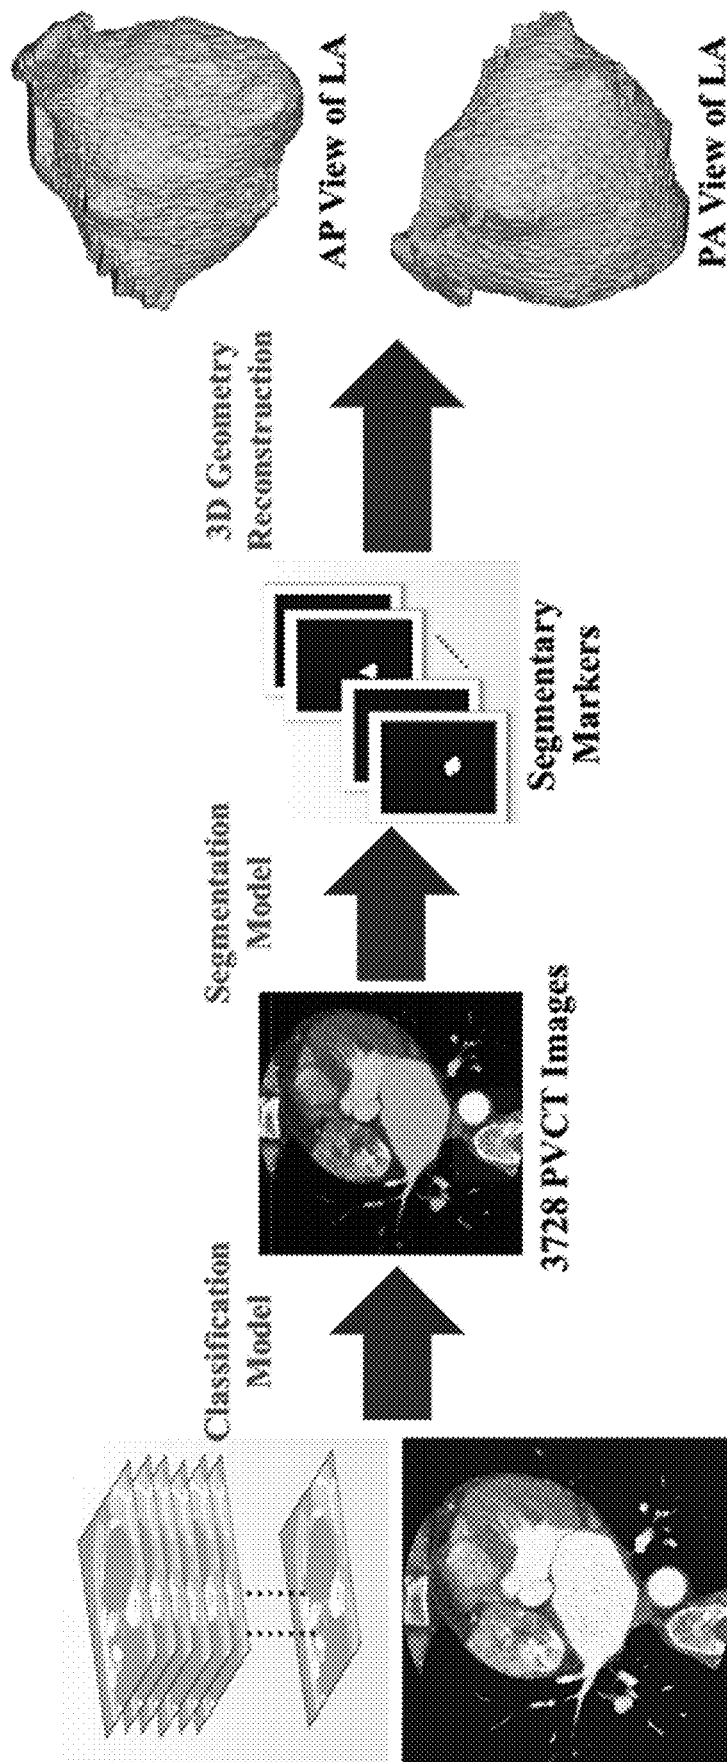 Classification
Model
3728 PVCT Images
Segmentation
Model
Segmentary
Markers
3D Geometry
Reconstruction
AP View of LA
PA View of LA